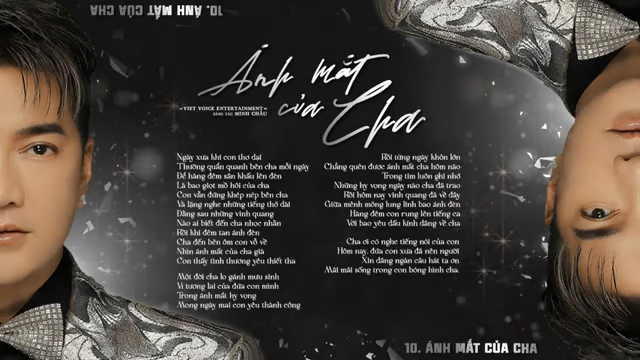 10. ÁNH MẮT CỦA CHA
Ánh mắt
của Cha
VIET VOICE ENTERTAINMENT
SÁNG TÁC MINH CHÂU
Ngày xưa khi con thơ dại
Thường quấn quanh bên cha mỗi ngày
Để hàng đêm sân khấu lên đèn
Là bao giọt mồ hôi của cha
Con vẫn đứng khép nép bên cha
Và lặng nghe những tiếng thở dài
Đằng sau những vinh quang
Nào ai biết đến cha nhọc nhằn
Rồi khi đêm tan ánh đèn
Cha đến bên ôm con vỗ về
Nhìn ánh mắt của cha già
Con thấy tình thương yêu thiết tha
Một đời cha lo gánh mưu sinh
Vì tương lai của đứa con mình
Trong ánh mắt hy vọng
Mong ngày mai con yêu thành công
Rồi từng ngày khôn lớn
Chẳng quên được ánh mắt cha hôm nào
Trong tim luôn ghi nhớ
Những hy vọng ngày nào cha đã trao
Rồi hôm nay vinh quang đã về đây
Giữa mênh mông lung linh bao ánh đèn
Hàng đêm con rung lên tiếng ca
Với bao yêu dấu kính dâng về cha
Cha ơi có nghe tiếng nói của con
Hôm nay, đứa con xưa đã nên người
Xin dâng ngàn câu hát tạ ơn
Mãi mãi sống trong con bóng hình cha.
10. ÁNH MẮT CỦA CHA